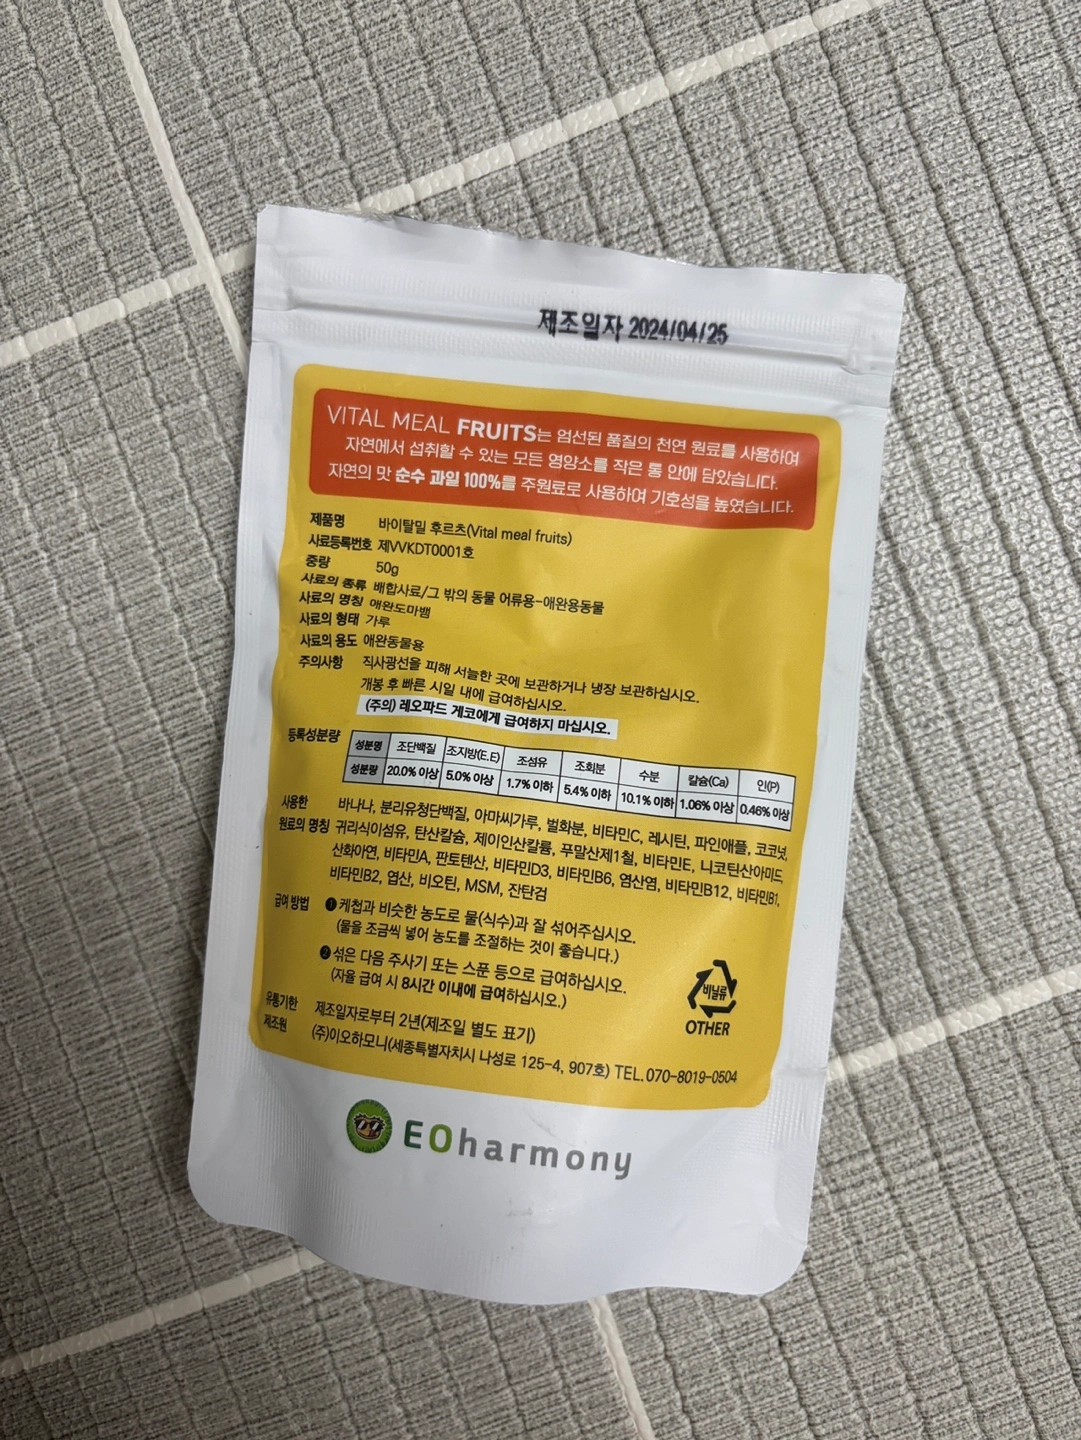 제조일자 2024/04/25
VITAL MEAL FRUITS는 엄선된 품질의 천연 원료를 사용하여
자연에서 섭취할 수 있는 모든 영양소를 작은 통 안에 담았습니다.
자연의 맛 순수 과일 100%를 주원료로 사용하여 기호성을 높였습니다.
제품명 바이탈밀 후르츠(Vital meal fruits)
사료등록번호 제VVKDT0001호
중량 50g
사료의 종류 배합사료/그 밖의 동물 어류용-애완용동물
사료의 명칭 애완도마뱀
사료의 형태 가루
사료의 용도 애완동물용
주의사항 직사광선을 피해 서늘한 곳에 보관하거나 냉장 보관하십시오.
개봉 후 빠른 시일 내에 급여하십시오.
(주의) 레오파드 게코에게 급여하지 마십시오.
등록성분량
성분명 조단백질 조지방(E.E) 조섬유 조회분 수분 칼슘(Ca) 인(P)
성분량 20.0% 이상 5.0% 이상 1.7% 이하 5.4% 이하 10.1% 이하 1.06% 이상 0.46% 이상
사용한 바나나, 분리유청단백질, 아마씨가루, 벌화분, 비타민C, 레시틴, 파인애플, 코코넛,
원료의 명칭 귀리식이섬유, 탄산칼슘, 제이인산칼륨, 푸말산제1철, 비타민E, 니코틴산아미드,
산화아연, 비타민A, 판토텐산, 비타민D3, 비타민B6, 염산염, 비타민B12, 비타민B1,
비타민B2, 엽산, 비오틴, MSM, 잔탄검
급여 방법 ❶ 케첩과 비슷한 농도로 물(식수)과 잘 섞어주십시오.
(물을 조금씩 넣어 농도를 조절하는 것이 좋습니다.)
❷ 섞은 다음 주사기 또는 스푼 등으로 급여하십시오.
(자율 급여 시 8시간 이내에 급여하십시오.)
유통기한 제조일자로부터 2년(제조일 별도 표기)
제조원 (주)이오하모니(세종특별자치시 나성로 125-4, 907호) TEL.070-8019-0504
비닐류
OTHER
EOharmony